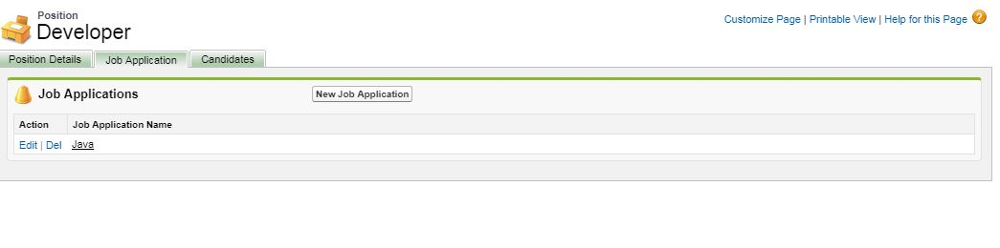 Position
Developer
Customize Page | Printable View | Help for this Page ?
Position Details Job Application Candidates
Job Applications New Job Application
Action Job Application Name
Edit | Del Java